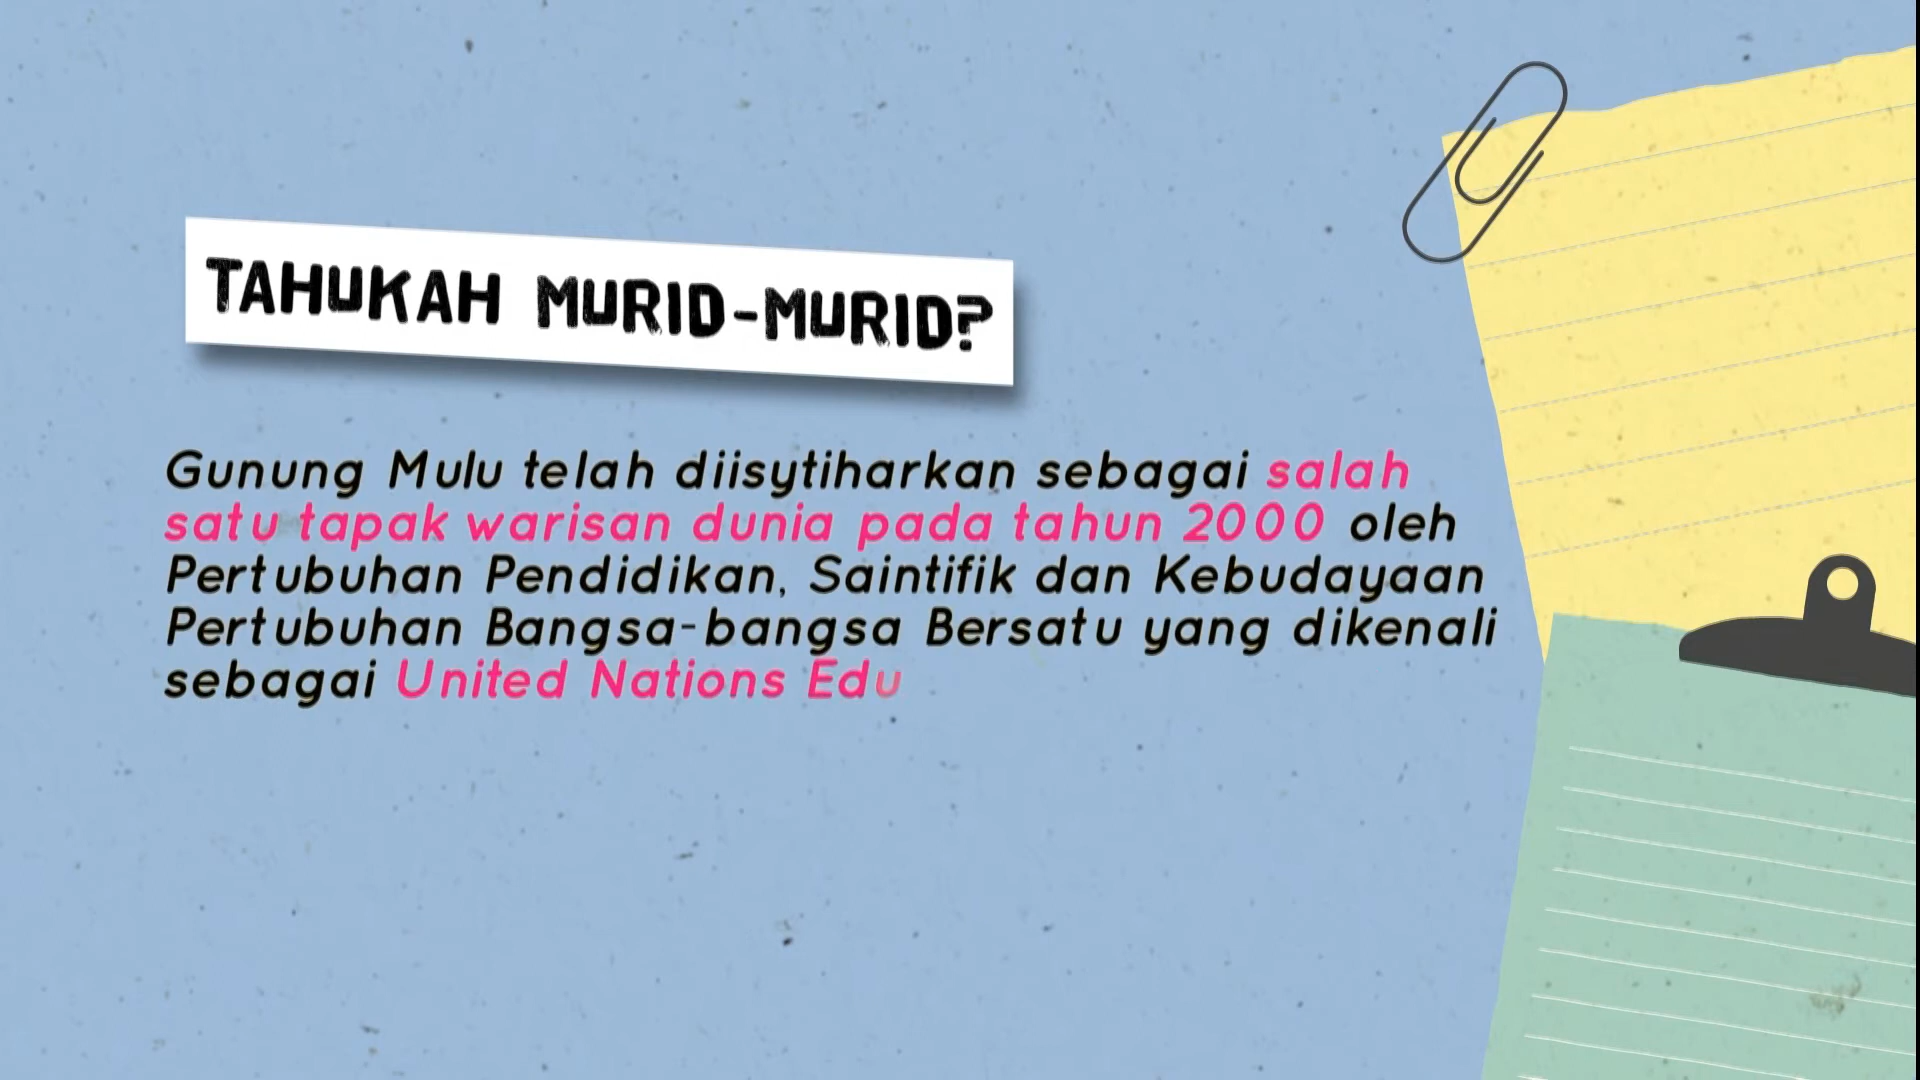 TAHUKAH MURID-MURID?
Gunung Mulu telah diisytiharkan sebagai salah
satu tapak warisan dunia pada tahun 2000 oleh
Pertubuhan Pendidikan, Saintifik dan Kebudayaan
Pertubuhan Bangsa-bangsa Bersatu yang dikenali
sebagai United Nations Edu